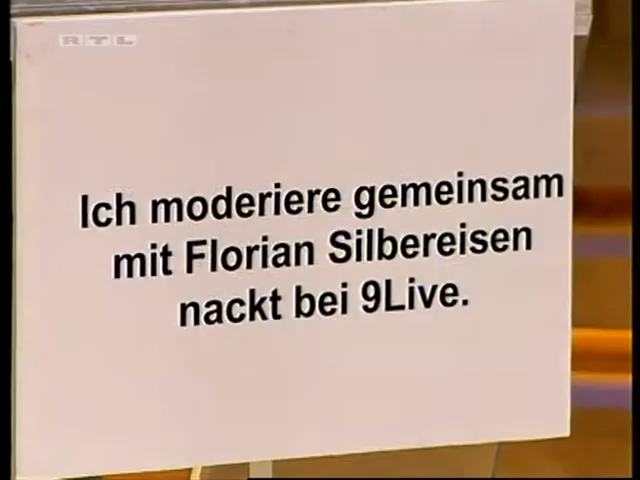 RTL
Ich moderiere gemeinsam
mit Florian Silbereisen
nackt bei 9Live.